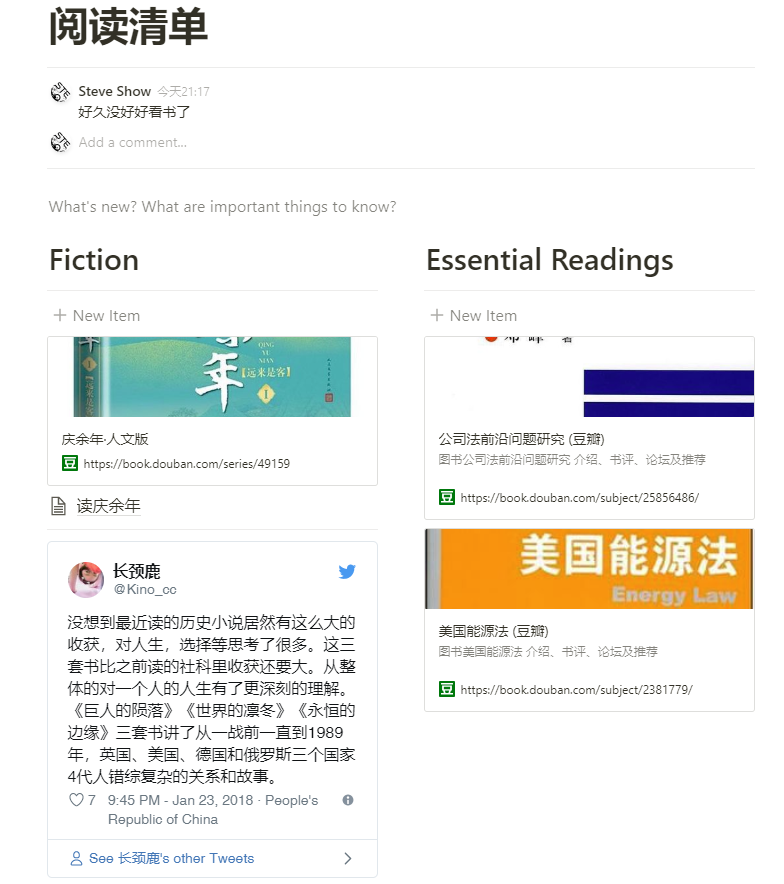 阅读清单
Steve Show 今天21:17
好久没好好看书了
Add a comment...
What's new? What are important things to know?
Fiction
+ New Item
年
QING
YU
NIAN
年
【远来是客】
I
I
庆余年·人文版
豆 https://book.douban.com/series/49159
读庆余年
长颈鹿
@Kino_cc
没想到最近读的历史小说居然有这么大的
收获，对人生，选择等思考了很多。这三
套书比之前读的社科里收获还要大。从整
体的对一个人的人生有了更深刻的理解。
《巨人的陨落》《世界的凛冬》《永恒的
边缘》三套书讲了从一战前一直到1989
年，英国、美国、德国和俄罗斯三个国家
4代人错综复杂的关系和故事。
7 9:45 PM - Jan 23, 2018 · People's
Republic of China
See 长颈鹿's other Tweets
Essential Readings
+ New Item
公司法前沿问题研究 (豆瓣)
图书公司法前沿问题研究 介绍、书评、论坛及推荐
豆 https://book.douban.com/subject/25856486/
美国能源法
Energy Law
美国能源法 (豆瓣)
图书美国能源法 介绍、书评、论坛及推荐
豆 https://book.douban.com/subject/2381779/